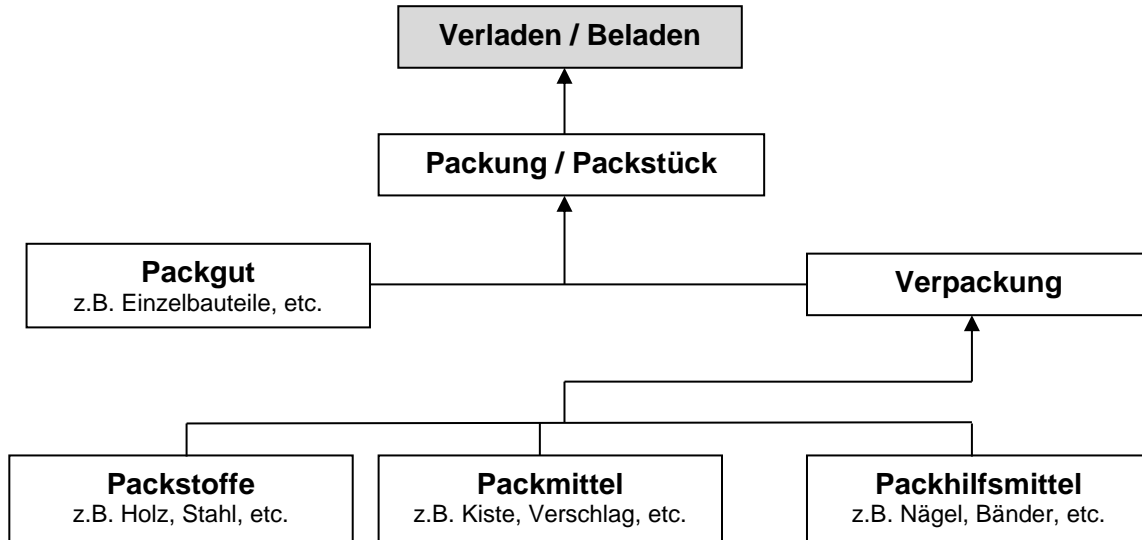 Verladen / Beladen
Packung / Packstück
Packgut
z.B. Einzelbauteile, etc.
Verpackung
Packstoffe
z.B. Holz, Stahl, etc.
Packmittel
z.B. Kiste, Verschlag, etc.
Packhilfsmittel
z.B. Nägel, Bänder, etc.